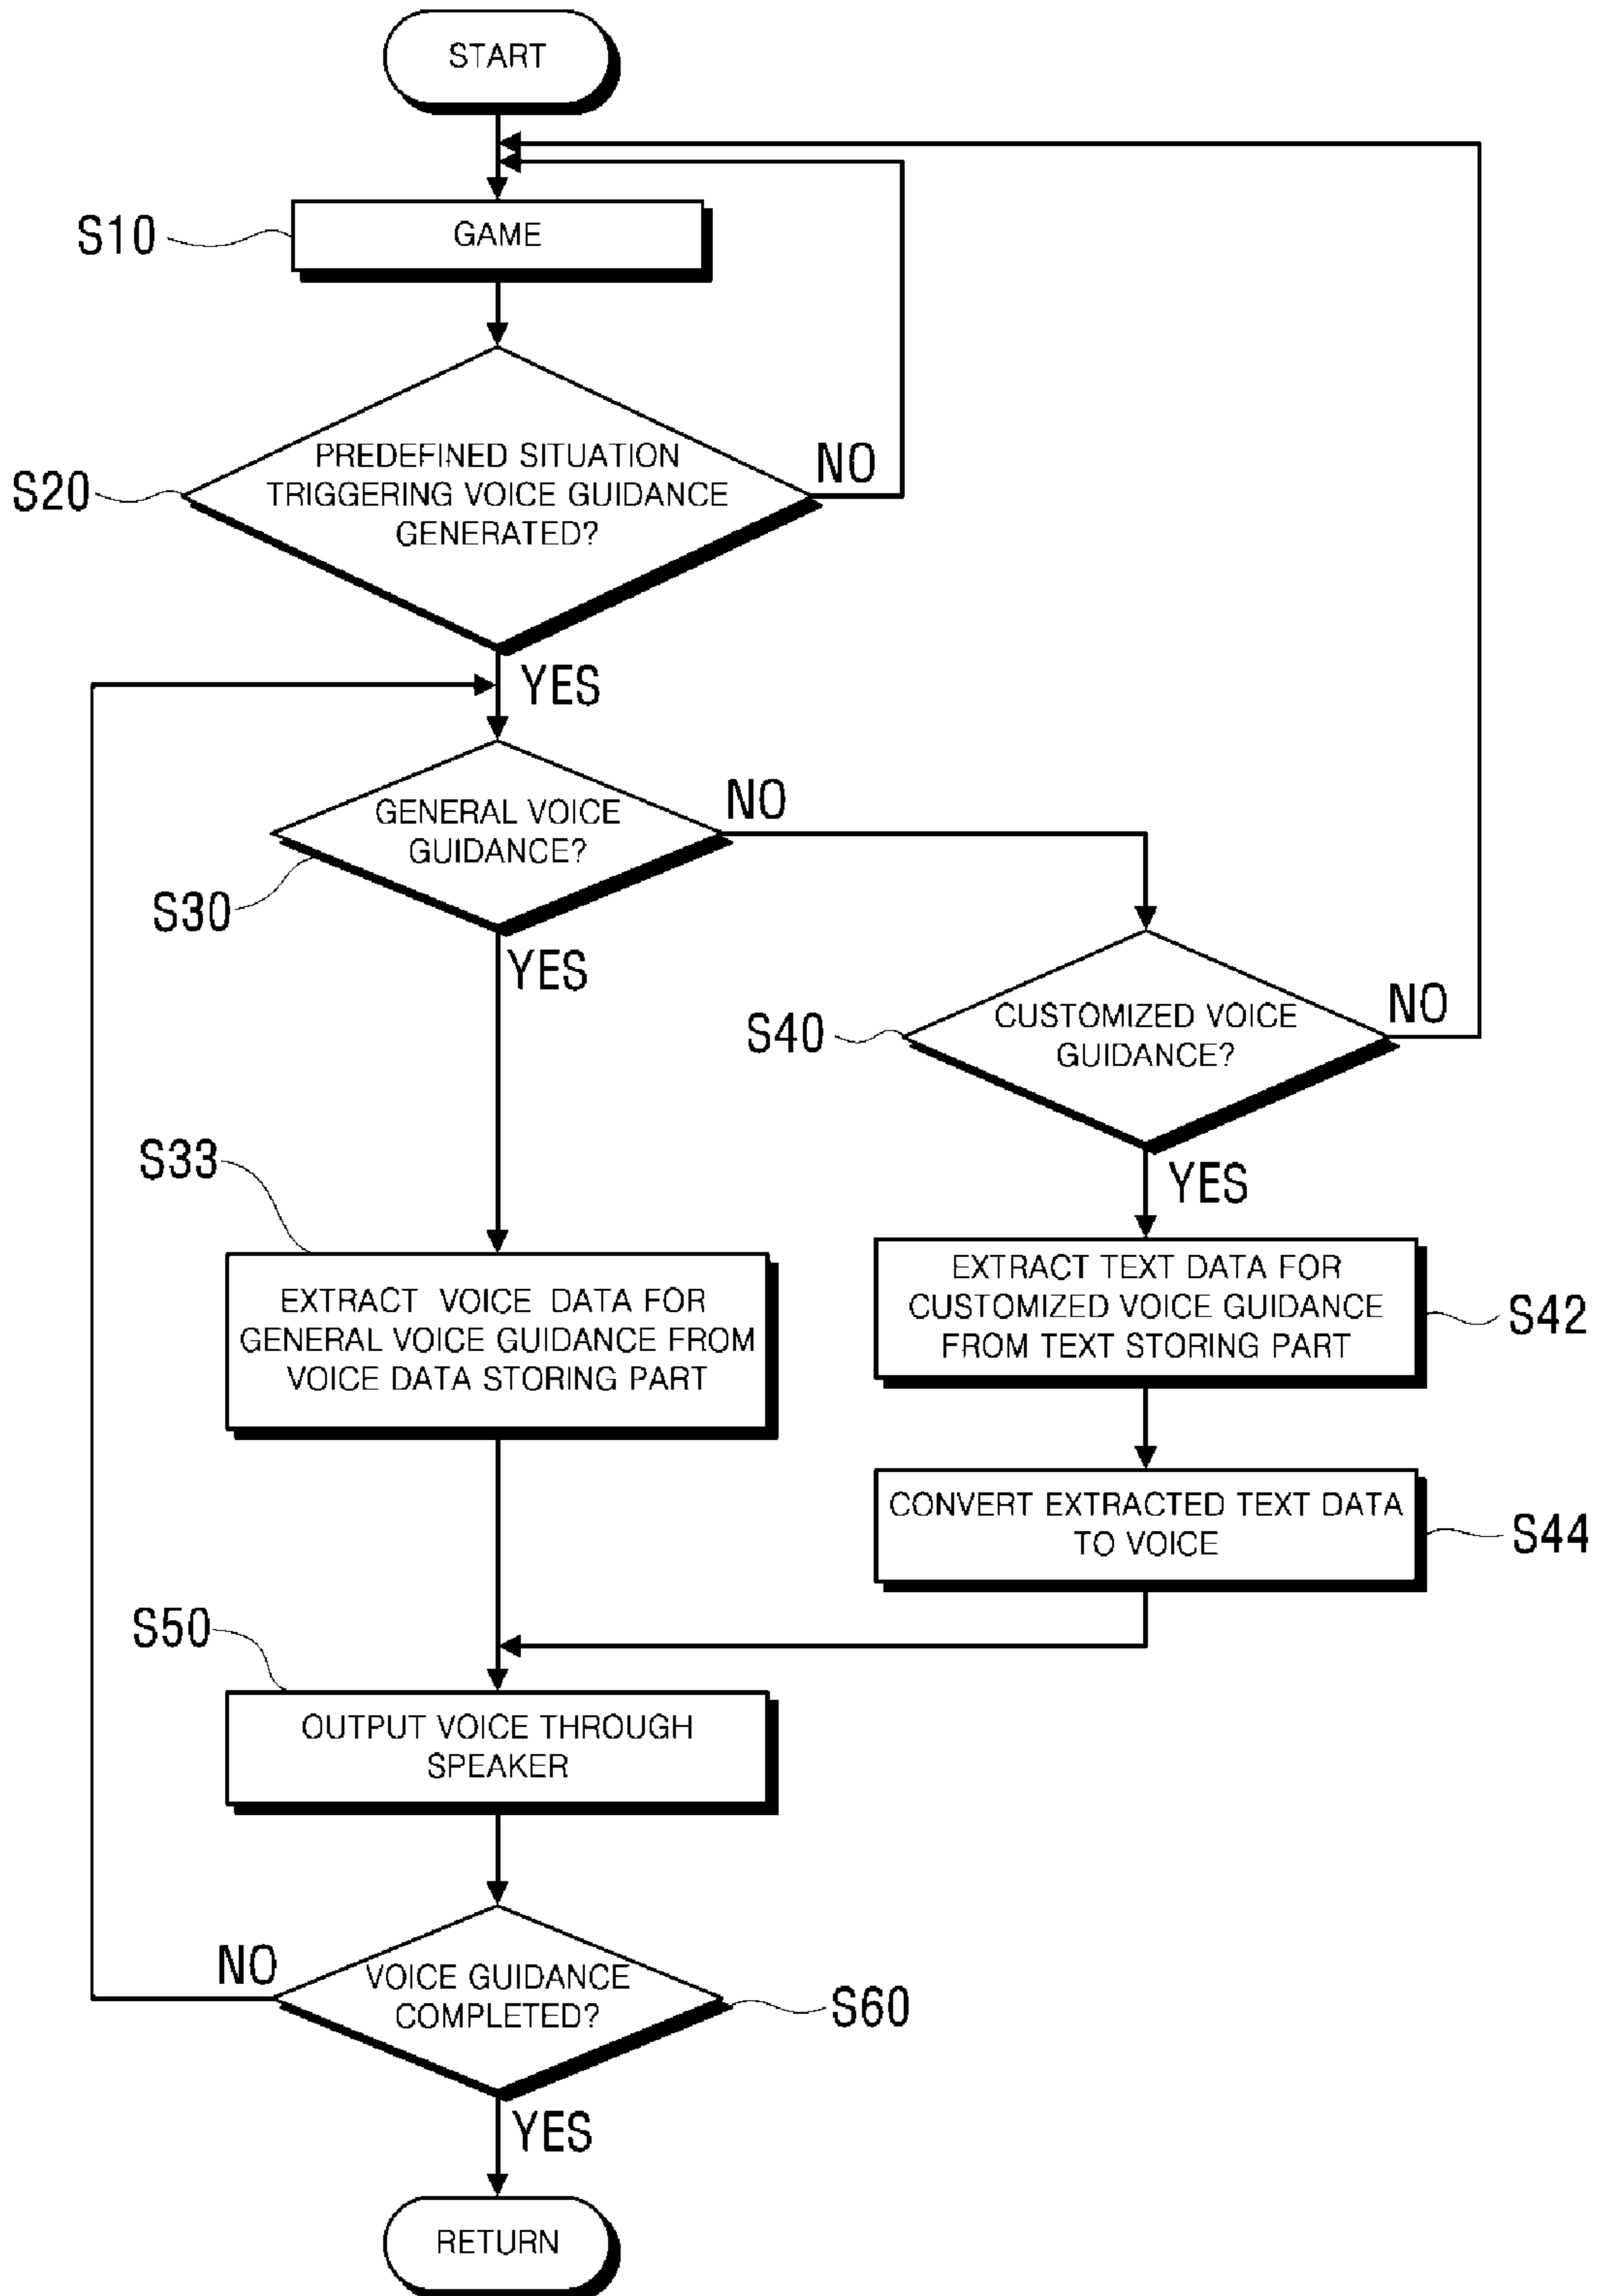 START
S10
GAME
S20
PREDEFINED SITUATION
TRIGGERING VOICE GUIDANCE
GENERATED?
NO
YES
GENERAL VOICE
GUIDANCE?
NO
S30
YES
S40
CUSTOMIZED VOICE
GUIDANCE?
NO
YES
S33
EXTRACT VOICE DATA FOR
GENERAL VOICE GUIDANCE FROM
VOICE DATA STORING PART
EXTRACT TEXT DATA FOR
CUSTOMIZED VOICE GUIDANCE
FROM TEXT STORING PART
S42
CONVERT EXTRACTED TEXT DATA
TO VOICE
S44
S50
OUTPUT VOICE THROUGH
SPEAKER
NO
VOICE GUIDANCE
COMPLETED?
S60
YES
RETURN